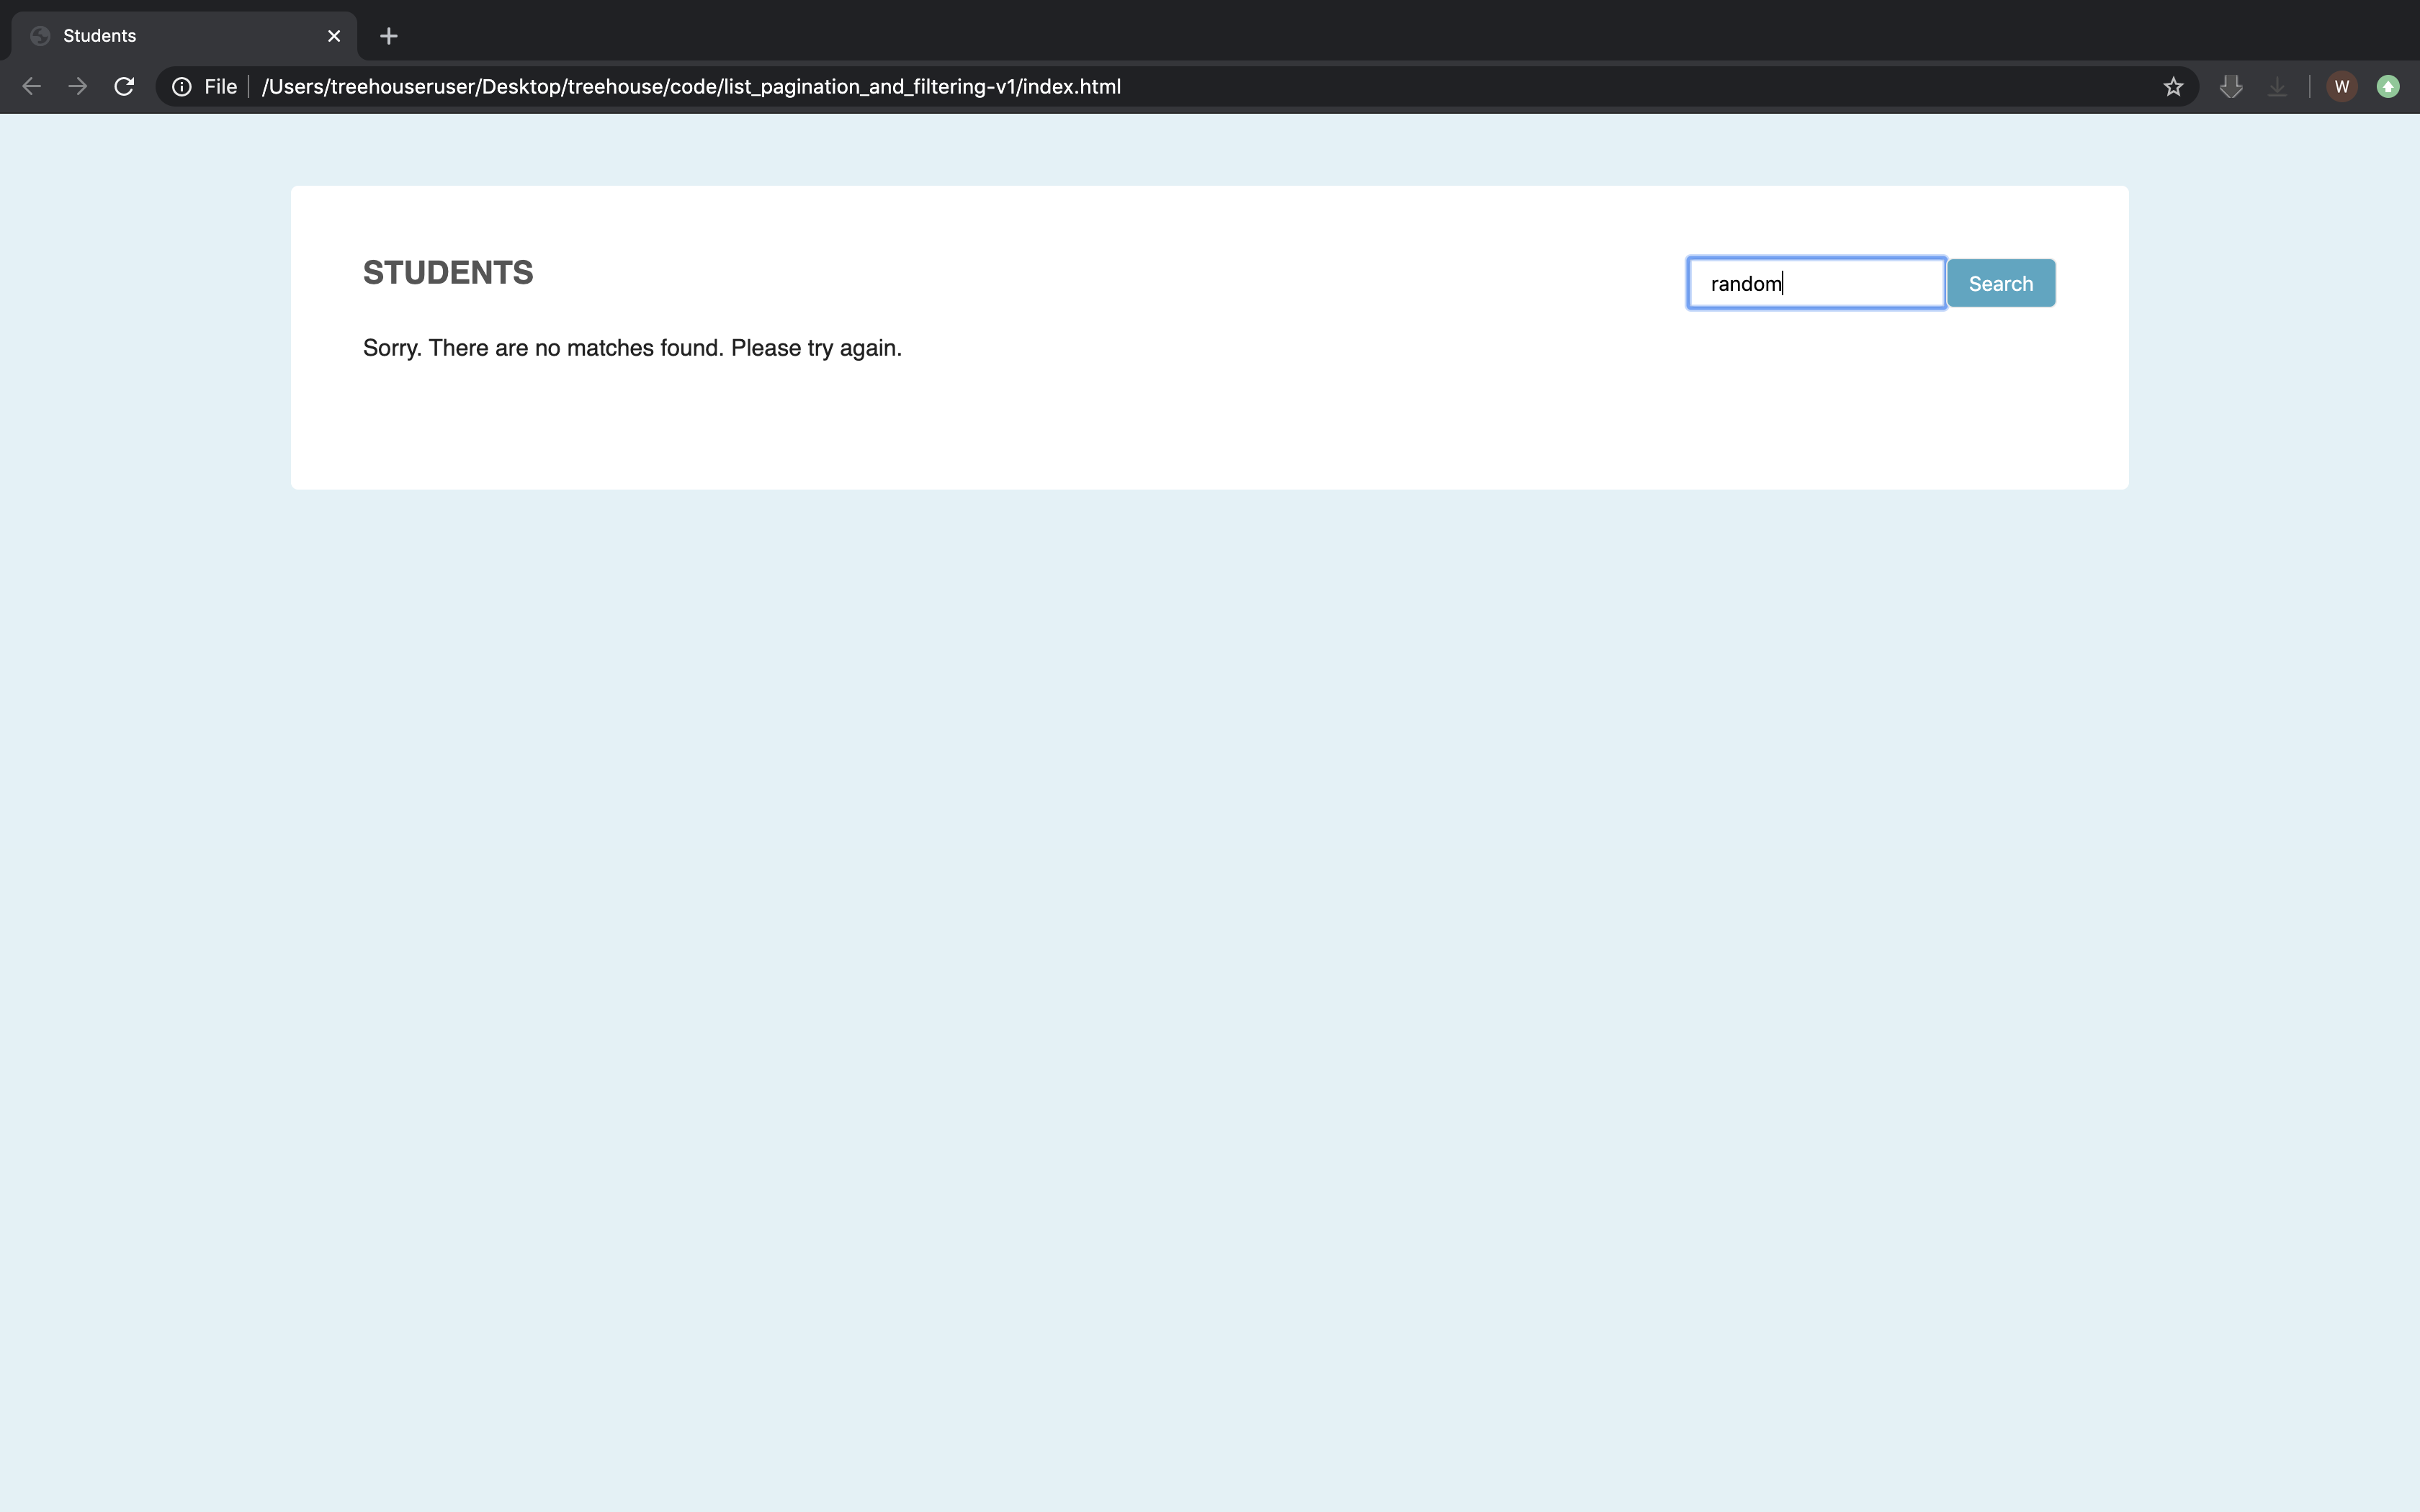 Students
File /Users/treehouseruser/Desktop/treehouse/code/list_pagination_and_filtering-v1/index.html
W
STUDENTS
random
Search
Sorry. There are no matches found. Please try again.